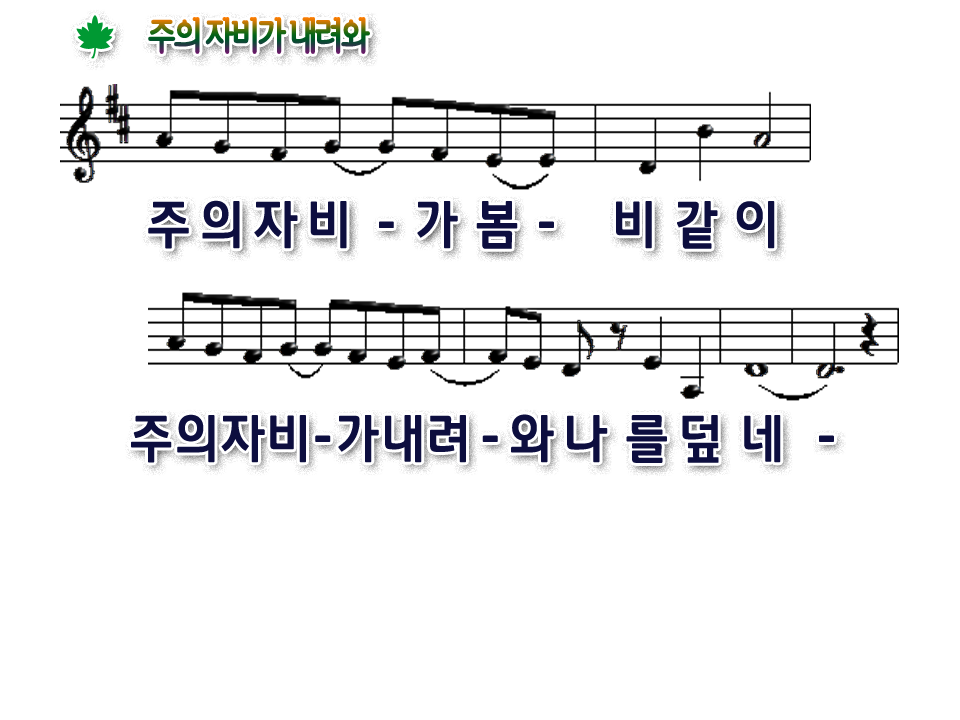 주의 자비가 내려와
주 의 자 비 - 가 봄 - 비 같 이
주의자비-가내려 - 와 나 를 덮 네 -